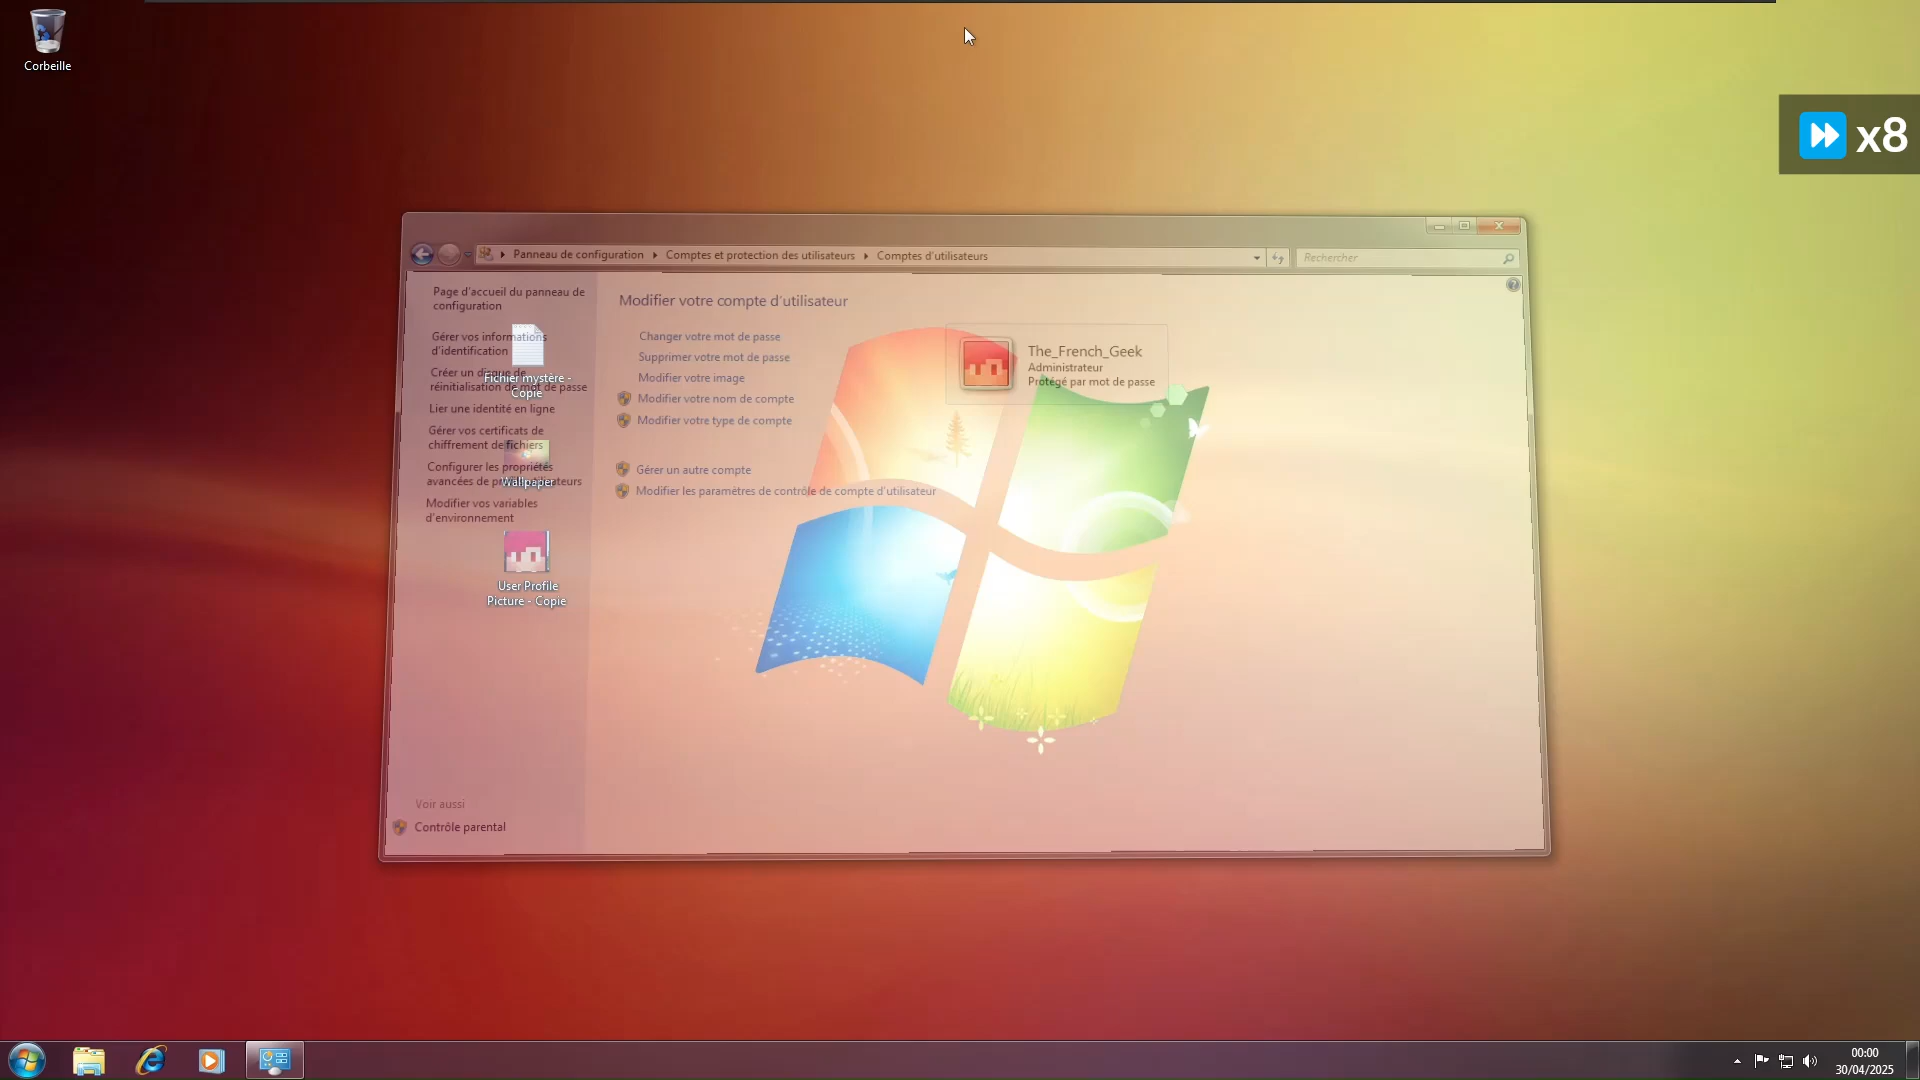 Corbeille
x8
Panneau de configuration
Comptes et protection des utilisateurs
Comptes d'utilisateurs
Rechercher
Page d'accueil du panneau de
configuration
Gérer vos informations
d'identification
Créer un disque de
réinitialisation de mot de passe
Lier une identité en ligne
Gérer vos certificats de
chiffrement de fichiers
Configurer les propriétés
avancées de
Modifier vos variables
d'environnement
Voir aussi
Contrôle parental
Fichier mystère -
Copie
Wallpaper
User Profile
Picture - Copie
Modifier votre compte d'utilisateur
Changer votre mot de passe
Supprimer votre mot de passe
Modifier votre image
Modifier votre nom de compte
Modifier votre type de compte
Gérer un autre compte
Modifier les paramètres de contrôle de compte d'utilisateur
The_French_Geek
Administrateur
Protégé par mot de passe
00:00
30/04/2025